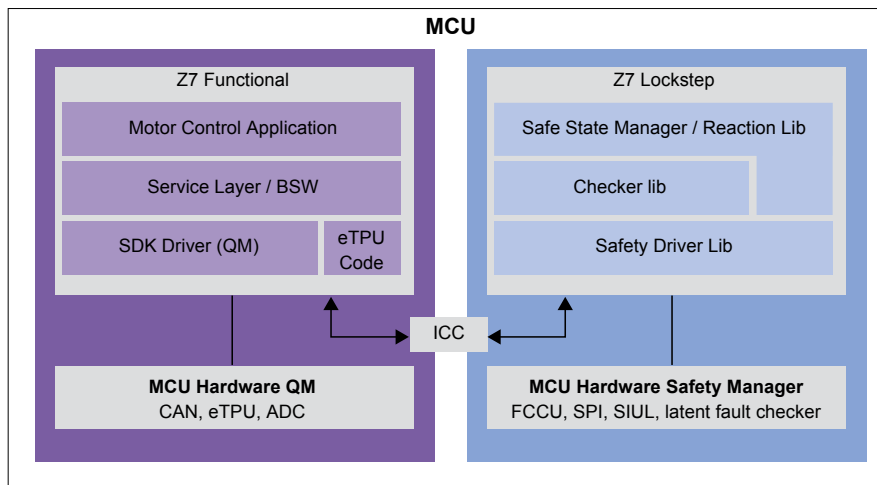 MCU
Z7 Functional
Motor Control Application
Service Layer / BSW
SDK Driver (QM)
eTPU
Code
MCU Hardware QM
CAN, eTPU, ADC
ICC
Z7 Lockstep
Safe State Manager / Reaction Lib
Checker lib
Safety Driver Lib
MCU Hardware Safety Manager
FCCU, SPI, SIUL, latent fault checker